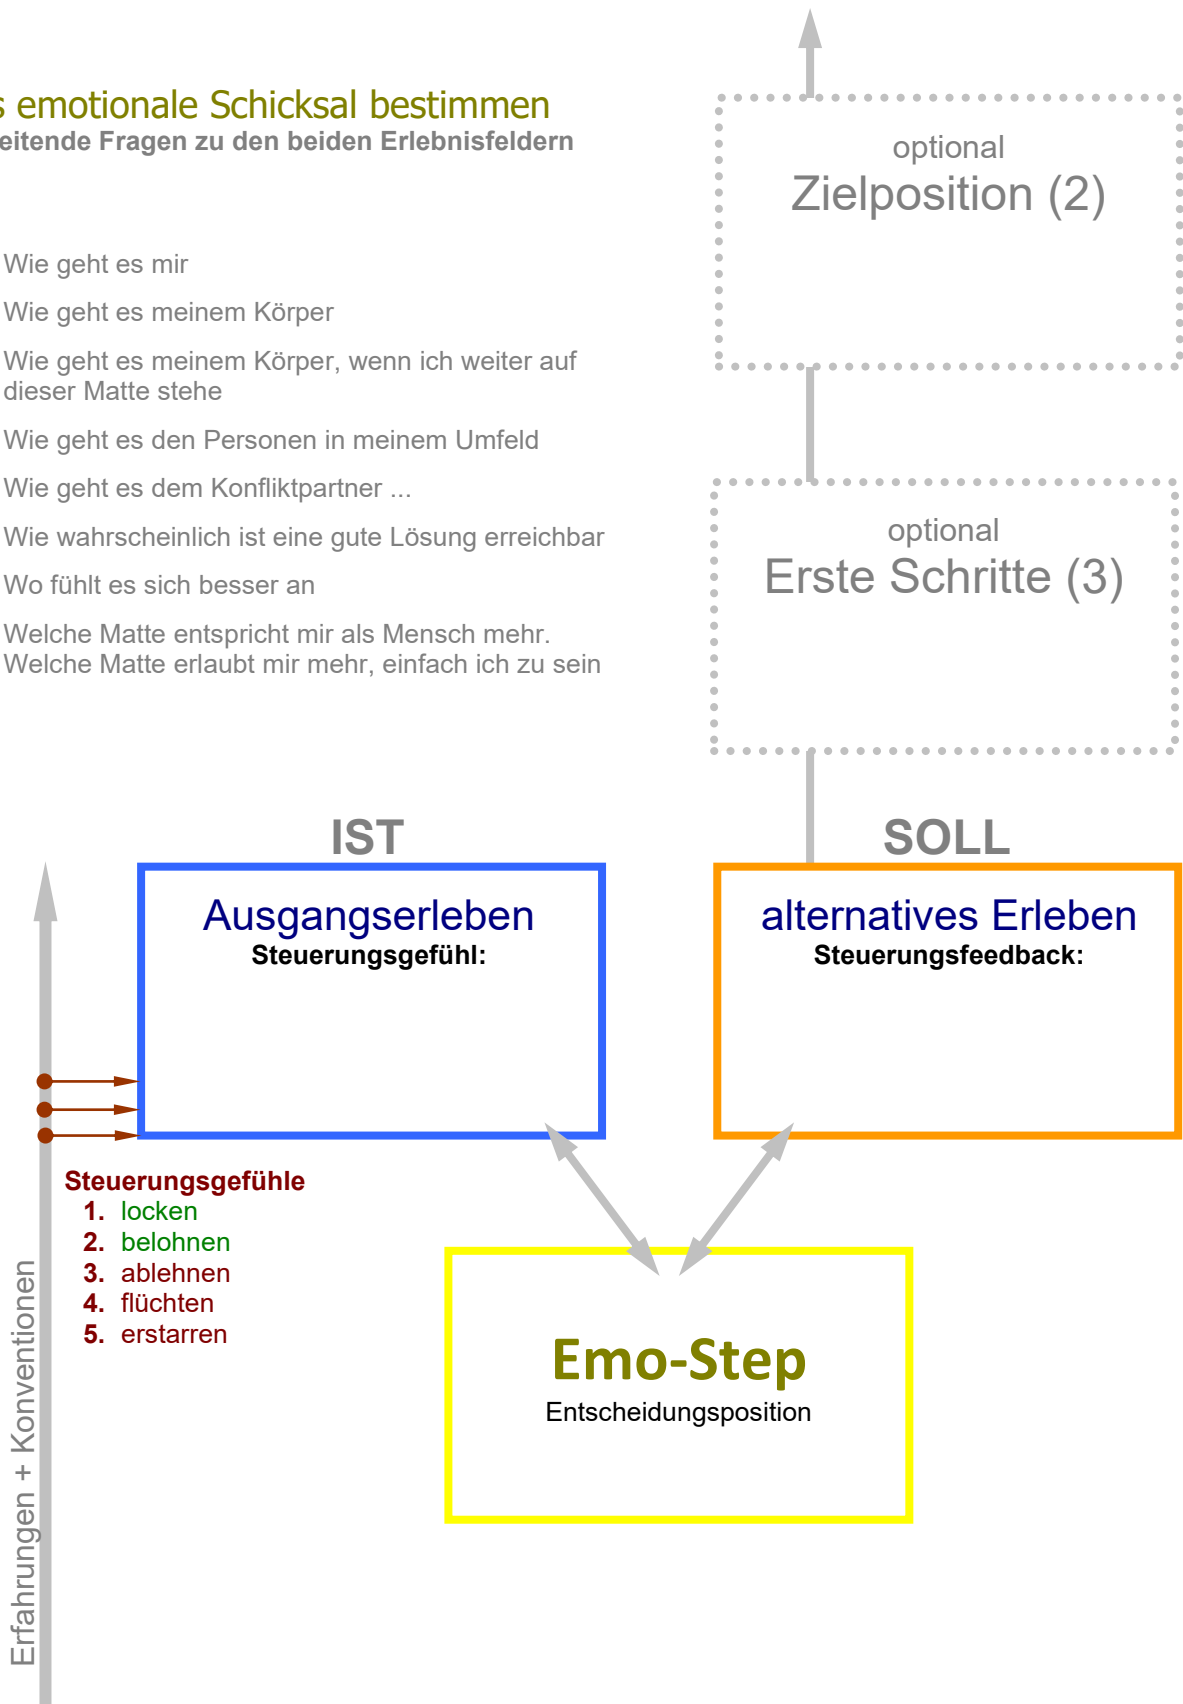 s emotionale Schicksal bestimmen
eitende Fragen zu den beiden Erlebnisfeldern
Wie geht es mir
Wie geht es meinem Körper
Wie geht es meinem Körper, wenn ich weiter auf
dieser Matte stehe
Wie geht es den Personen in meinem Umfeld
Wie geht es dem Konfliktpartner ...
Wie wahrscheinlich ist eine gute Lösung erreichbar
Wo fühlt es sich besser an
Welche Matte entspricht mir als Mensch mehr.
Welche Matte erlaubt mir mehr, einfach ich zu sein
optional
Zielposition (2)
optional
Erste Schritte (3)
IST
Ausgangserleben
Steuerungsgefühl:
SOLL
alternatives Erleben
Steuerungsfeedback:
Steuerungsgefühle
1. locken
2. belohnen
3. ablehnen
4. flüchten
5. erstarren
Erfahrungen + Konventionen
Emo-Step
Entscheidungsposition